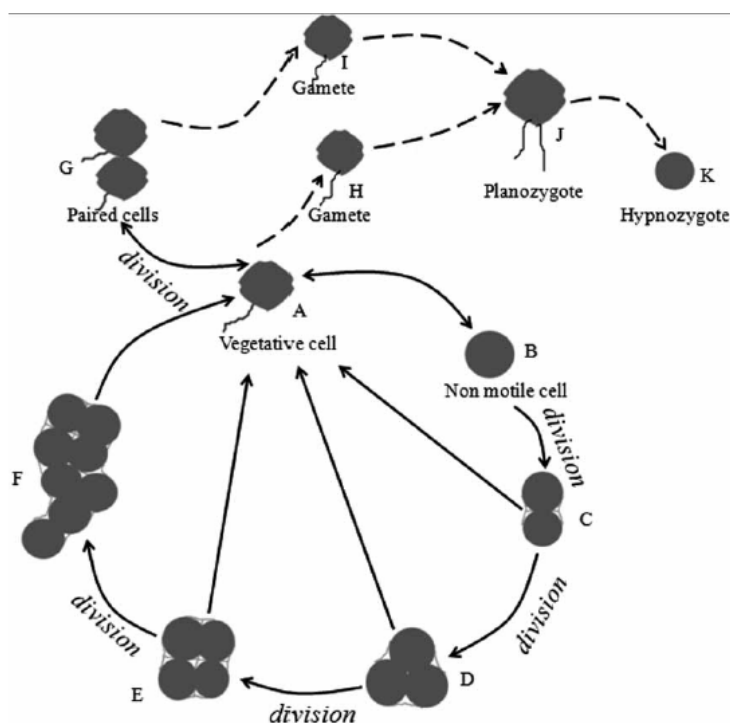 I
Gamete
G
Paired cells
H
Gamete
J
Planozygote
K
Hypnozygote
division
A
Vegetative cell
B
Non motile cell
division
C
division
D
division
E
division
F